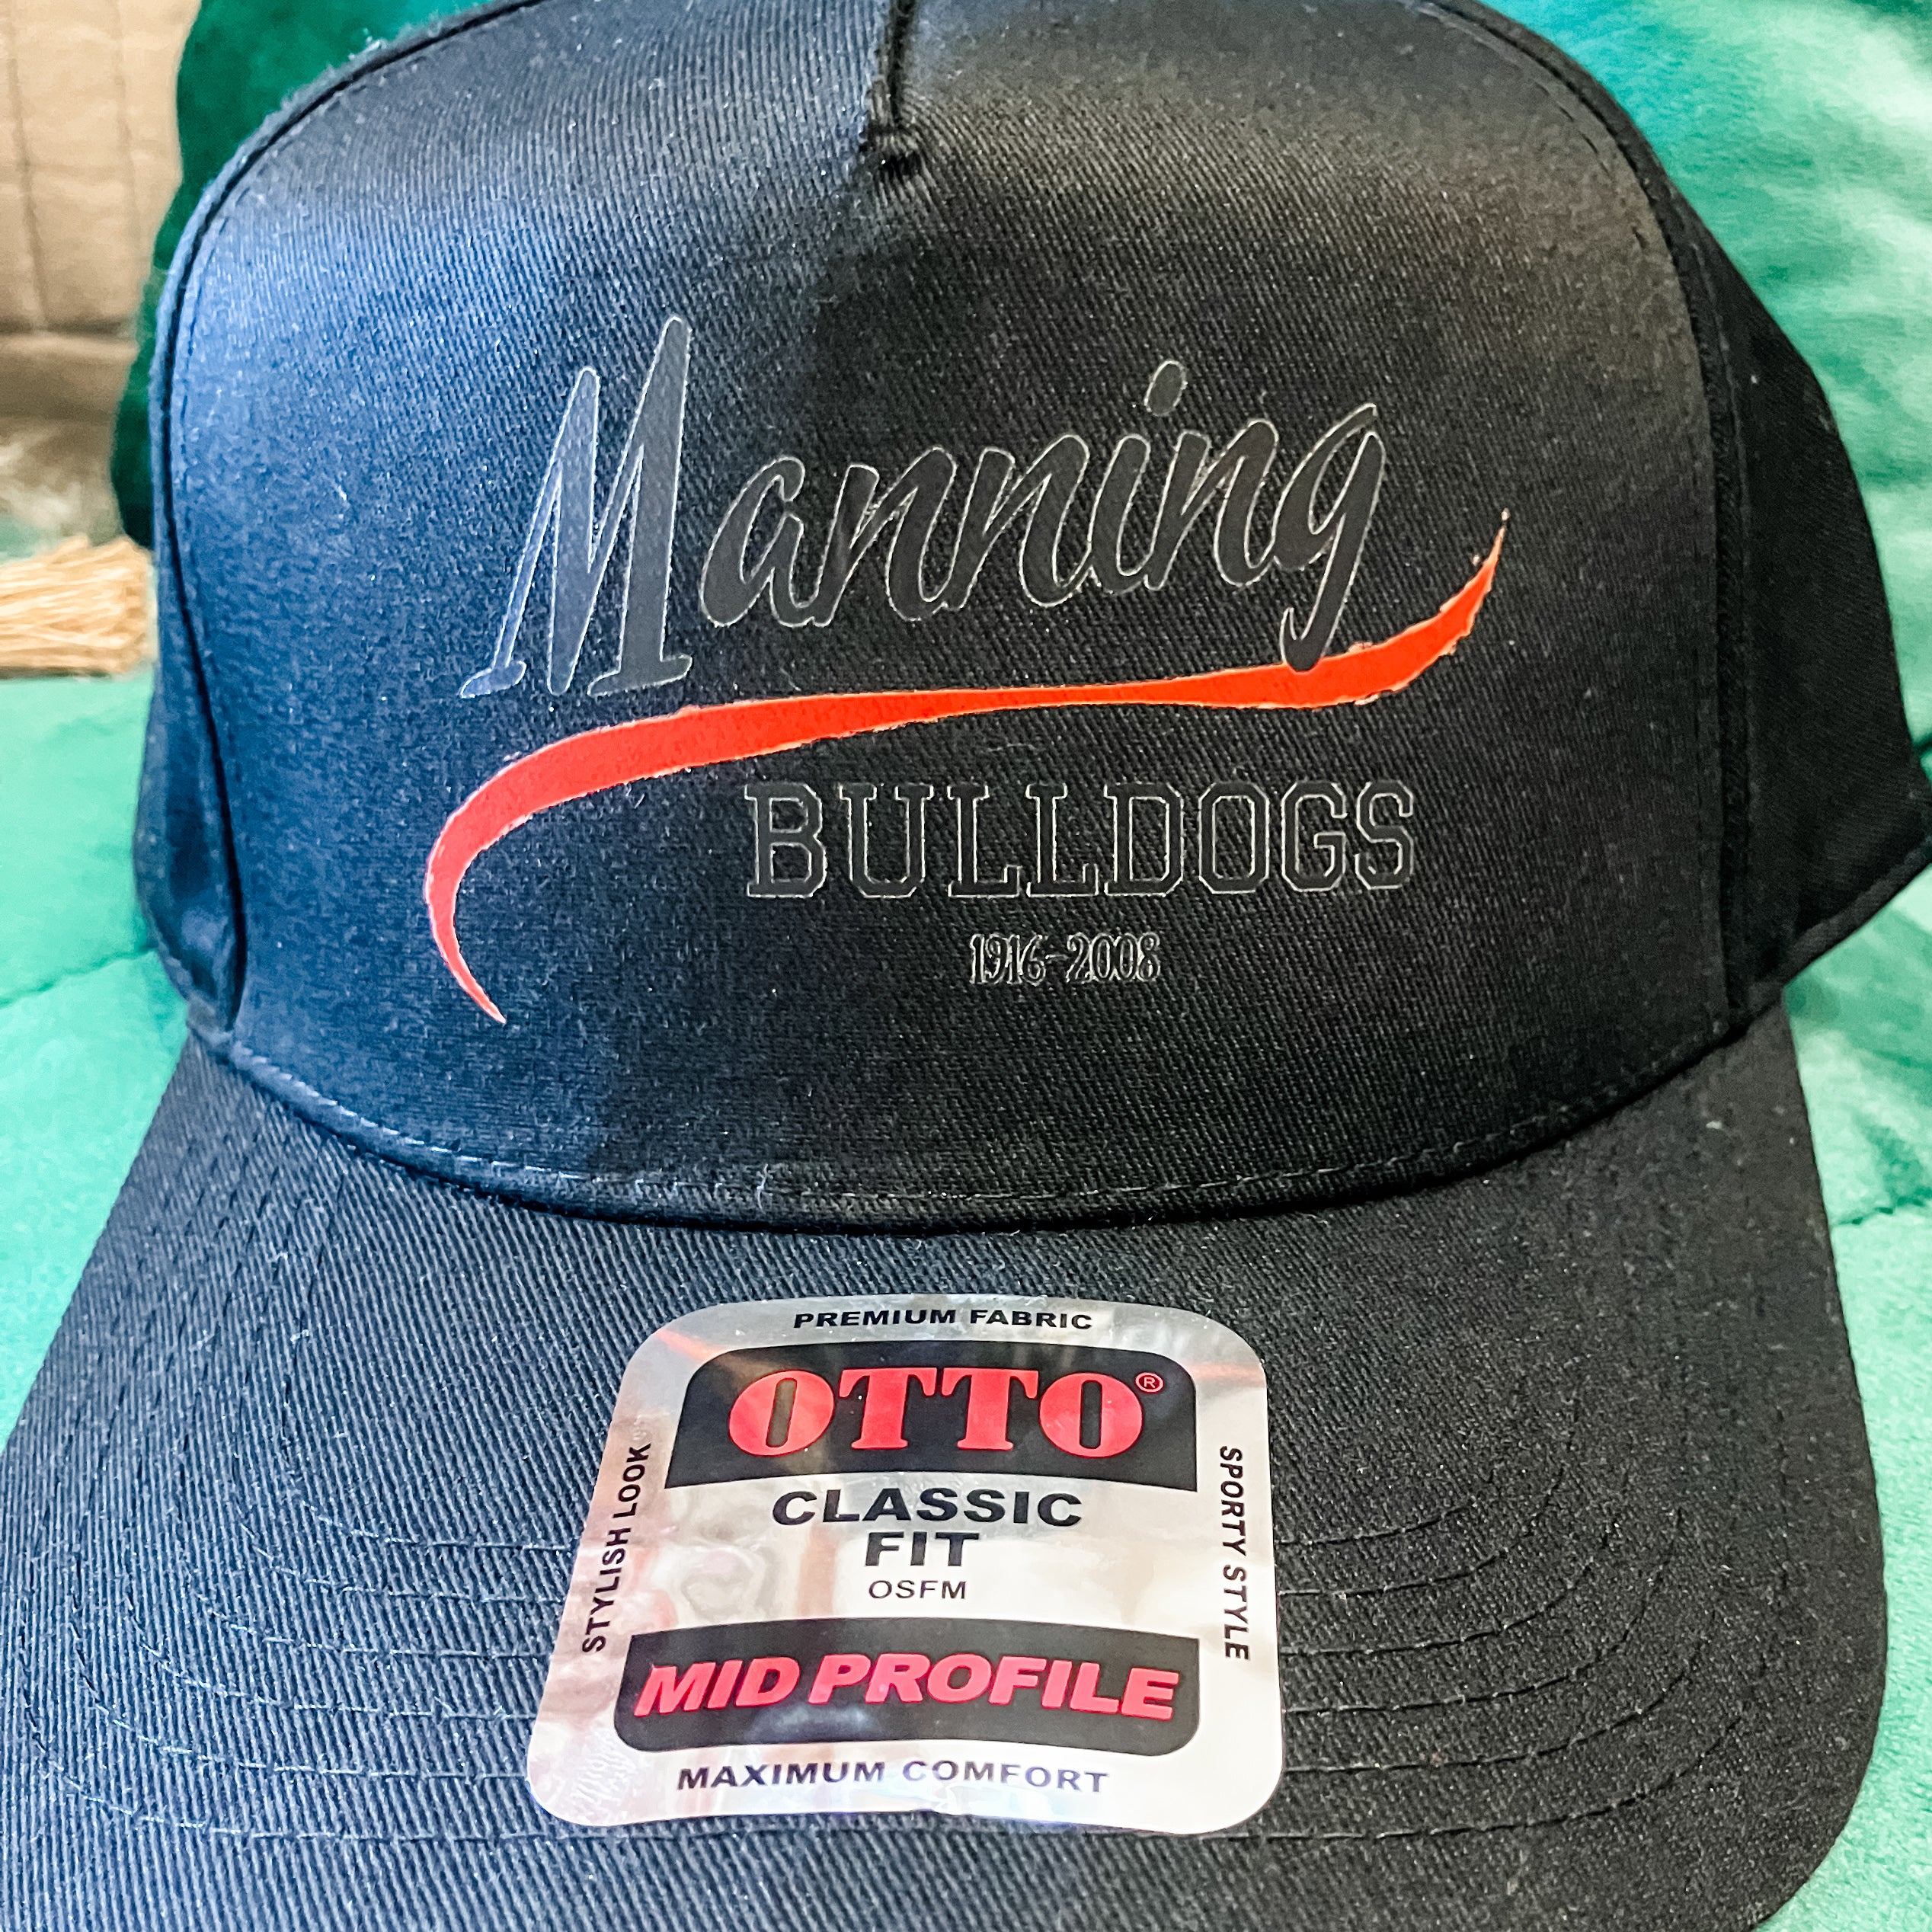 Manning
BULLDOGS
1916-2008
PREMIUM FABRIC
OTTO®
CLASSIC
FIT
OSFM
MID PROFILE
MAXIMUM COMFORT
STYLISH LOOK
SPORTY STYLE